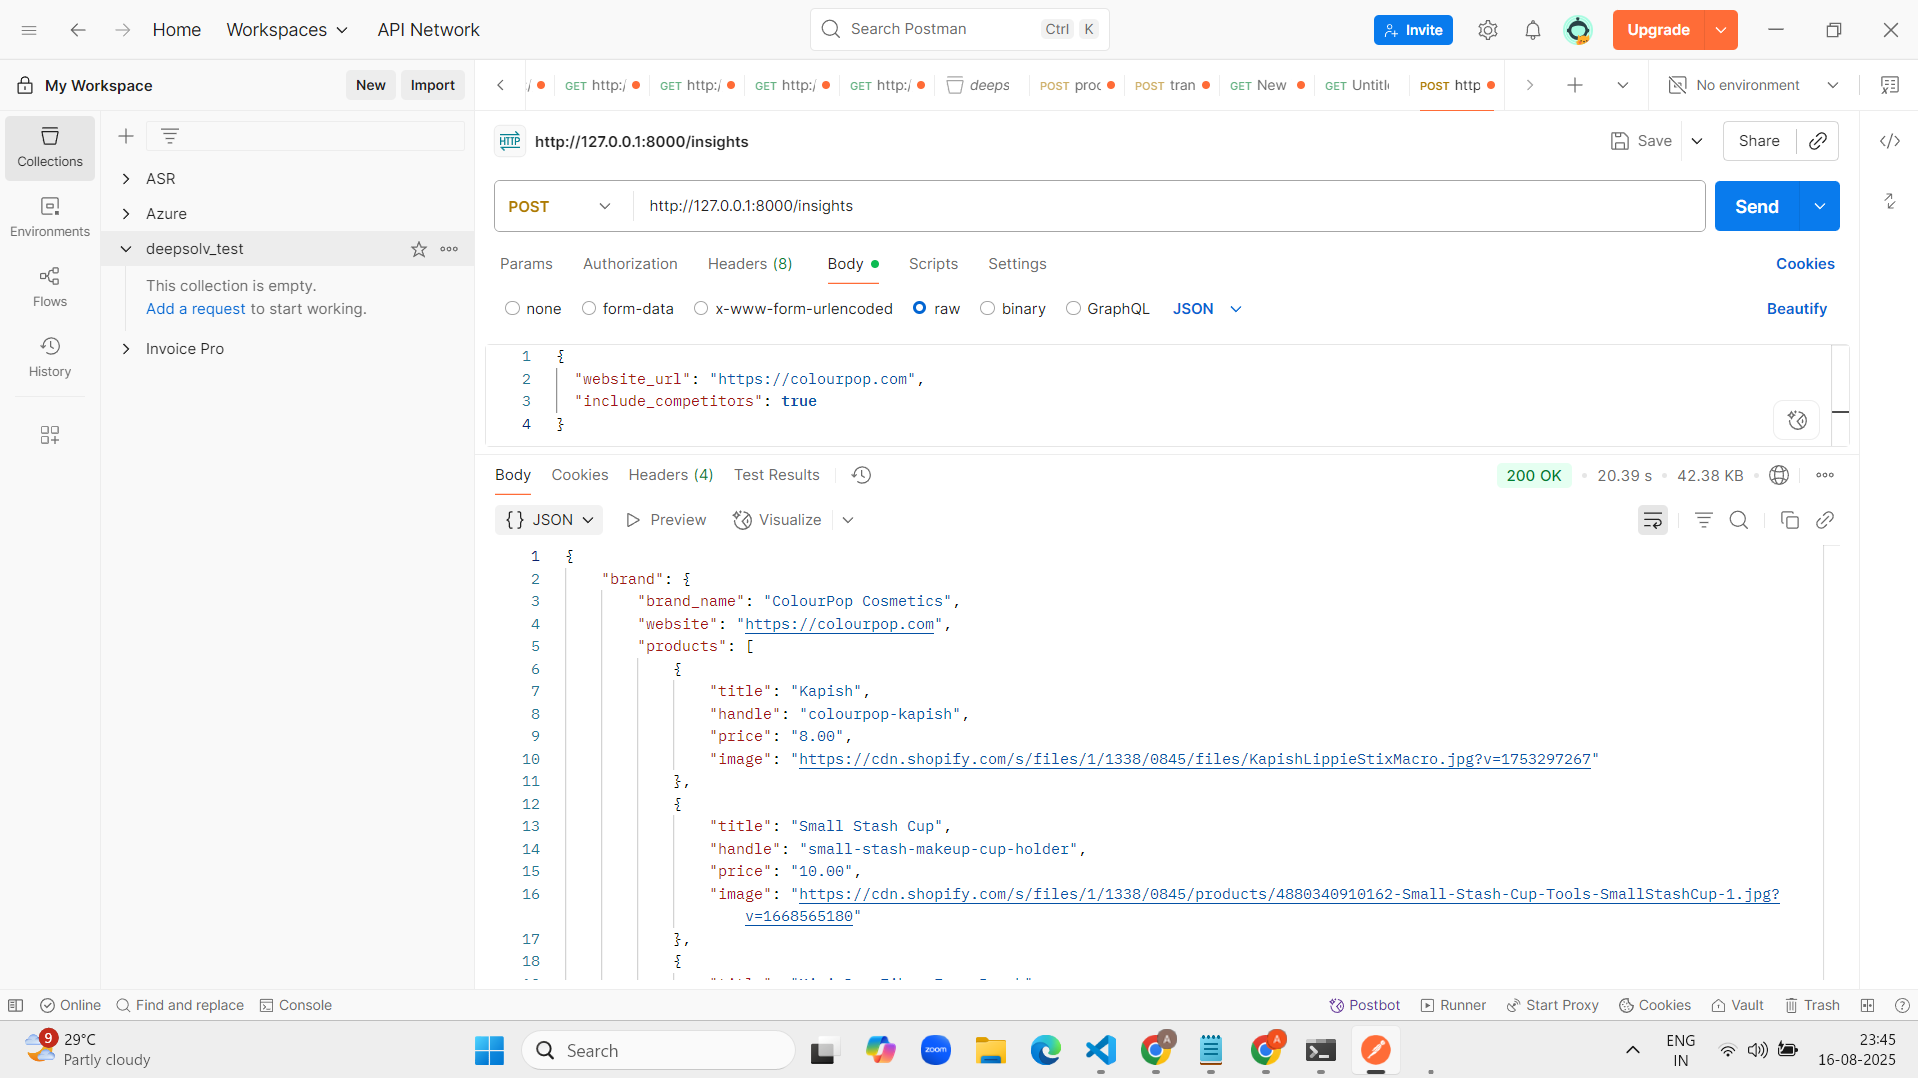 Home
Workspaces
API Network
Search Postman
Ctrl K
Invite
Upgrade
My Workspace
New
Import
GET http:/
GET http:/
GET http:/
GET http:/
deeps
POST proc
POST tran
GET New
GET Untitl
POST http
No environment
Collections
Environments
Flows
History
ASR
Azure
deepsolv_test
This collection is empty.
Add a request to start working.
Invoice Pro
HTTP http://127.0.0.1:8000/insights
Save
Share
POST http://127.0.0.1:8000/insights
Send
Params Authorization Headers (8) Body Scripts Settings
Cookies
none form-data x-www-form-urlencoded raw binary GraphQL JSON
Beautify
1 {
2 "website_url": "https://colourpop.com",
3 "include_competitors": true
4 }
Body Cookies Headers (4) Test Results
200 OK 20.39 s 42.38 KB
{} JSON Preview Visualize
1 {
2 "brand": {
3 "brand_name": "ColourPop Cosmetics",
4 "website": "https://colourpop.com",
5 "products": [
6 {
7 "title": "Kapish",
8 "handle": "colourpop-kapish",
9 "price": "8.00",
10 "image": "https://cdn.shopify.com/s/files/1/1338/0845/files/KapishLippieStixMacro.jpg?v=1753297267"
11 },
12 {
13 "title": "Small Stash Cup",
14 "handle": "small-stash-makeup-cup-holder",
15 "price": "10.00",
16 "image": "https://cdn.shopify.com/s/files/1/1338/0845/products/4880340910162-Small-Stash-Cup-Tools-SmallStashCup-1.jpg?
v=1668565180"
17 },
18 {
Online
Find and replace
Console
Postbot
Runner
Start Proxy
Cookies
Vault
Trash
9
29°C
Partly cloudy
Search
zoom
A
A
ENG
IN
23:45
16-08-2025